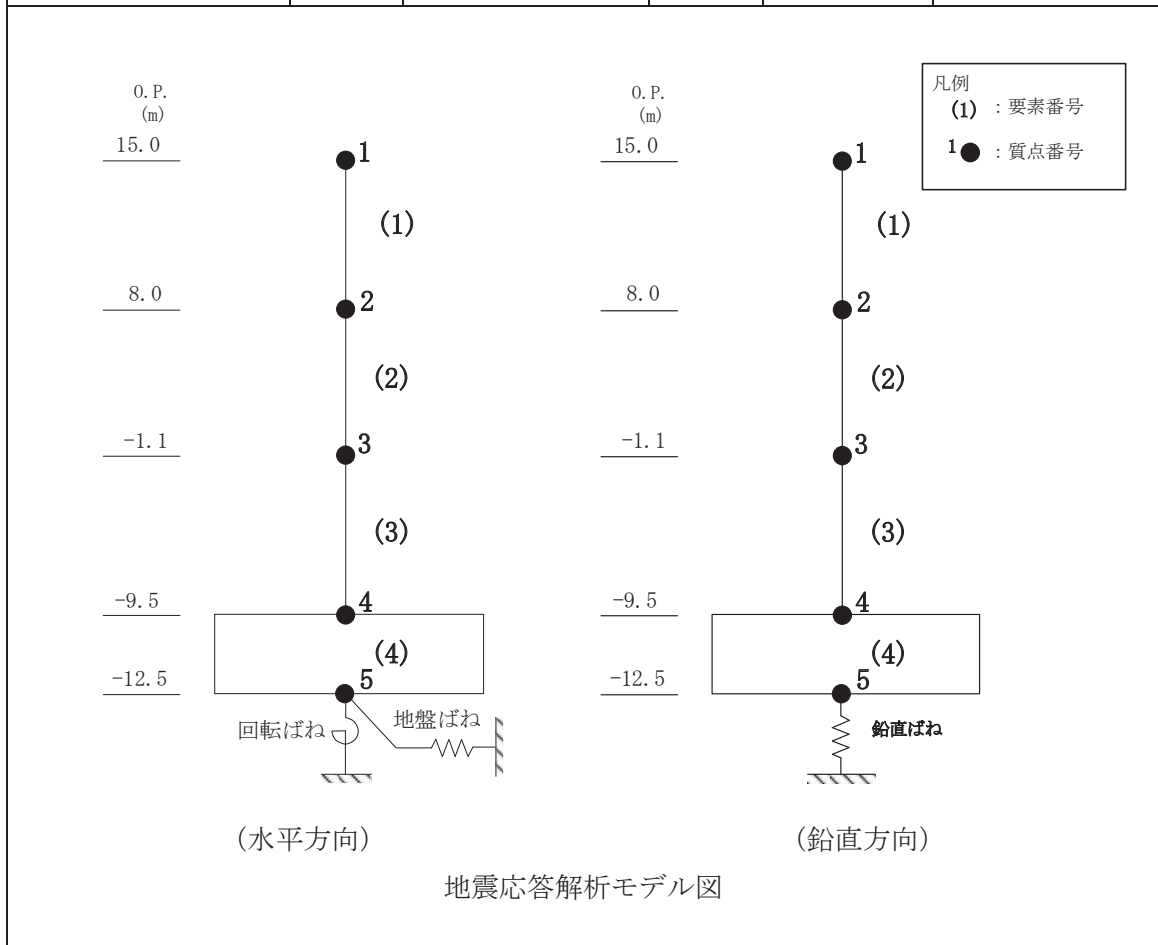 O.P.
(m)
15.0
1
(1)
8.0
2
(2)
-1.1
3
(3)
-9.5
4
(4)
-12.5
5
回転ばね
地盤ばね
(水平方向)
O.P.
(m)
15.0
1
(1)
8.0
2
(2)
-1.1
3
(3)
-9.5
4
(4)
-12.5
5
鉛直ばね
(鉛直方向)
凡例
(1) : 要素番号
1 ● : 質点番号
地震応答解析モデル図